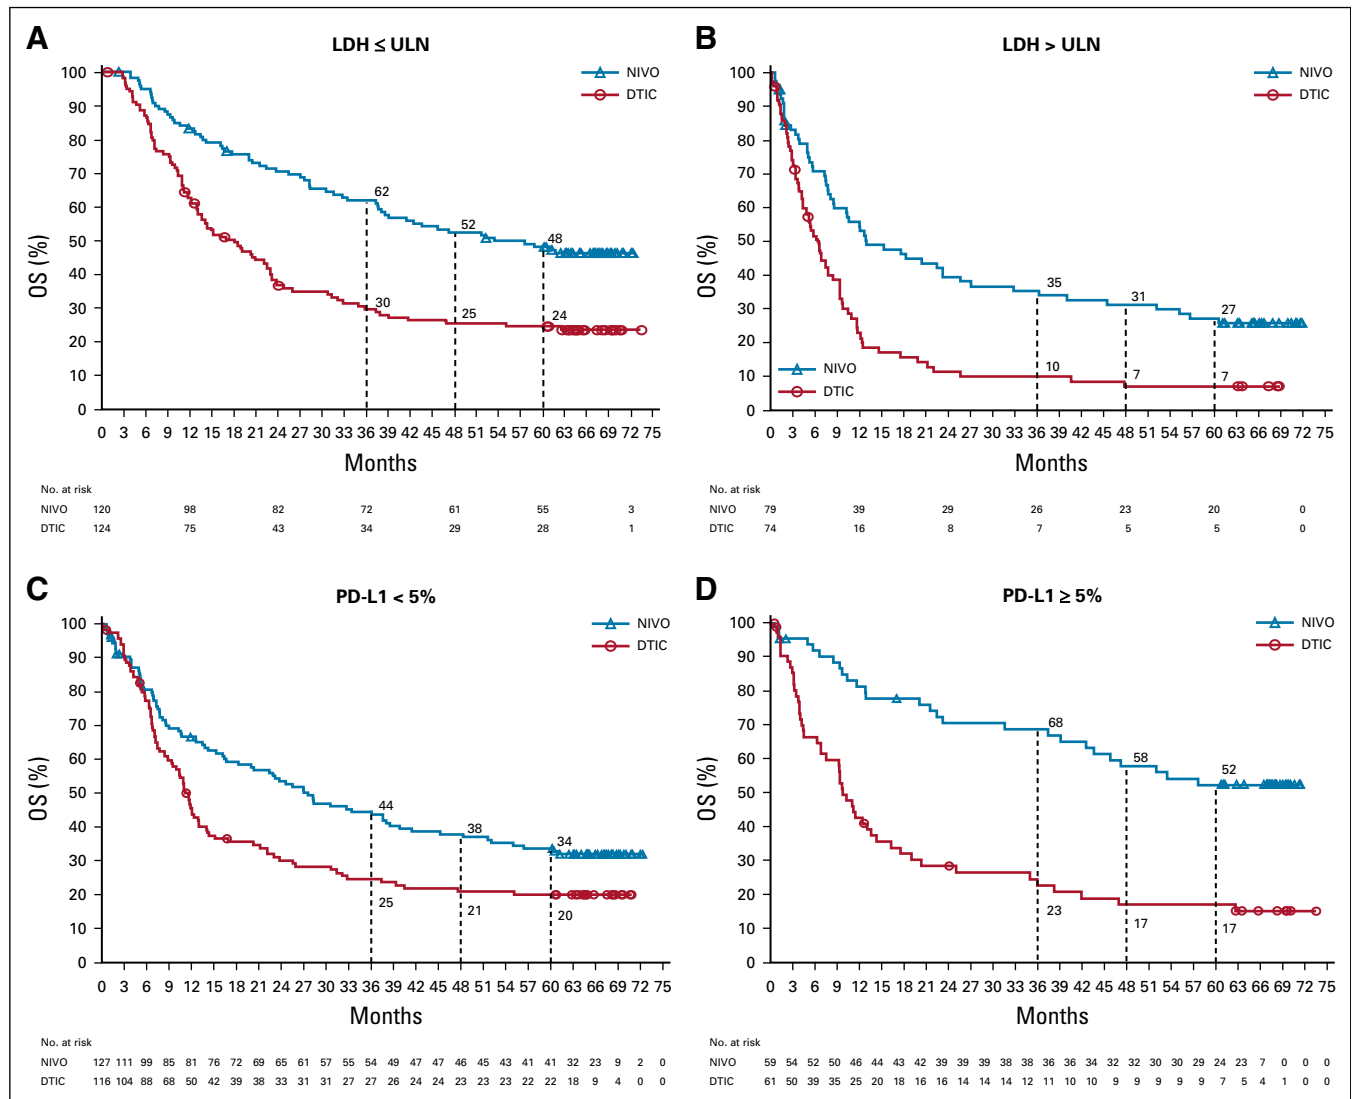 A
LDH ≤ ULN
NIVO
DTIC
OS (%)
100
90
80
70
60
50
40
30
20
10
0
62
52
48
30
25
24
0 3 6 9 12 15 18 21 24 27 30 33 36 39 42 45 48 51 54 57 60 63 66 69 72 75
Months
No. at risk
NIVO 120 98 82 72 61 55 3
DTIC 124 75 43 34 29 28 1
B
LDH > ULN
NIVO
DTIC
OS (%)
100
90
80
70
60
50
40
30
20
10
0
35
31
27
10
7
7
NIVO
DTIC
0 3 6 9 12 15 18 21 24 27 30 33 36 39 42 45 48 51 54 57 60 63 66 69 72 75
Months
No. at risk
NIVO 79 39 29 26 23 20 0
DTIC 74 16 8 7 5 5 0
C
PD-L1 < 5%
NIVO
DTIC
OS (%)
100
90
80
70
60
50
40
30
20
10
0
44
38
34
25
21
20
0 3 6 9 12 15 18 21 24 27 30 33 36 39 42 45 48 51 54 57 60 63 66 69 72 75
Months
No. at risk
NIVO 127 111 99 85 81 76 72 69 65 61 57 55 54 49 47 47 46 45 43 41 41 32 23 9 2 0
DTIC 116 104 88 68 50 42 39 38 33 31 31 27 27 26 24 24 23 23 23 22 22 18 9 4 0 0
D
PD-L1 ≥ 5%
NIVO
DTIC
OS (%)
100
90
80
70
60
50
40
30
20
10
0
68
58
52
23
17
17
0 3 6 9 12 15 18 21 24 27 30 33 36 39 42 45 48 51 54 57 60 63 66 69 72 75
Months
No. at risk
NIVO 59 54 52 50 46 44 43 42 39 39 39 38 38 36 36 34 32 32 30 30 29 24 23 7 0 0 0
DTIC 61 50 39 35 25 20 18 16 16 14 14 14 12 11 10 10 9 9 9 9 9 7 5 4 1 0 0